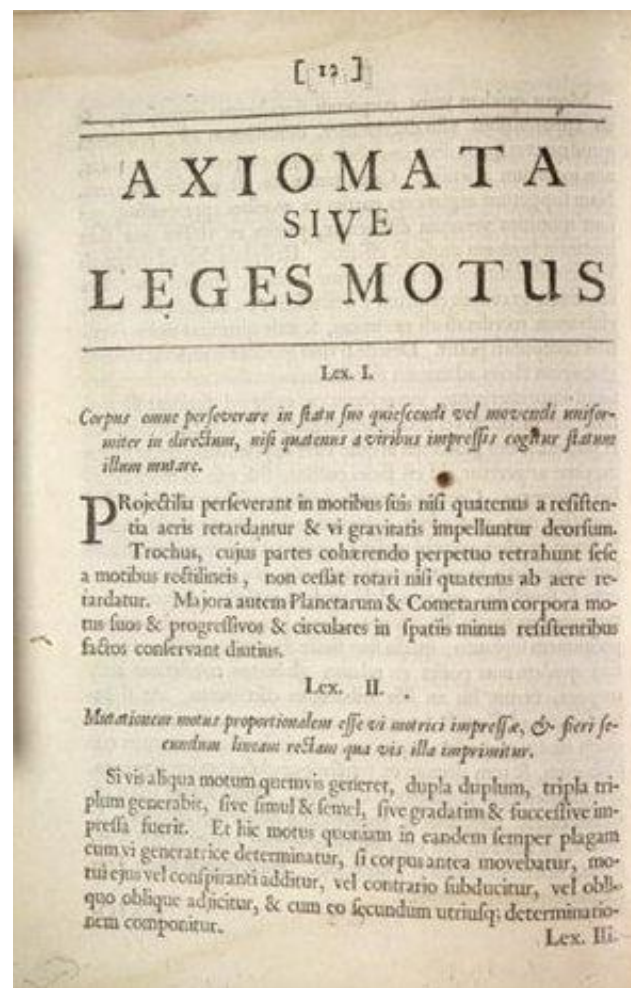 [ 12 ]
AXIOMATA
SIVE
LEGES MOTUS
Lex. I.
Corpus omne perſeverare in ſtatu ſuo quieſcendi vel movendi unifor-
miter in directum, niſi quatenus a viribus impreſſis cogitur ſtatum
illum mutare.
PRojectilia perſeverant in motibus ſuis niſi quatenus a reſiſten-
tia aeris retardantur & vi gravitatis impelluntur deorſum.
Trochus, cujus partes cohærendo perpetuo retrahunt ſeſe
a motibus rectilineis, non ceſſat rotari niſi quatenus ab aere re-
tardatur. Majora autem Planetarum & Cometarum corpora mo-
tus ſuos & progreſſivos & circulares in ſpatiis minus reſiſtentibus
factos conſervant diutius.
Lex. II.
Mutationem motus proportionalem eſſe vi motrici impreſſæ, & fieri ſe-
cundum lineam rectam qua vis illa imprimitur.
Si vis aliqua motum quemvis generet, dupla duplum, tripla tri-
plum generabit, ſive ſimul & ſemel, ſive gradatim & ſucceſſive im-
preſſa fuerit. Et hic motus quoniam in eandem ſemper plagam
cum vi generatrice determinatur, ſi corpus antea movebatur, mo-
tui ejus vel conſpiranti additur, vel contrario ſubducitur, vel obli-
quo oblique adjicitur, & cum eo ſecundum utriuſq; determinatio-
nem componitur.
Lex. III.